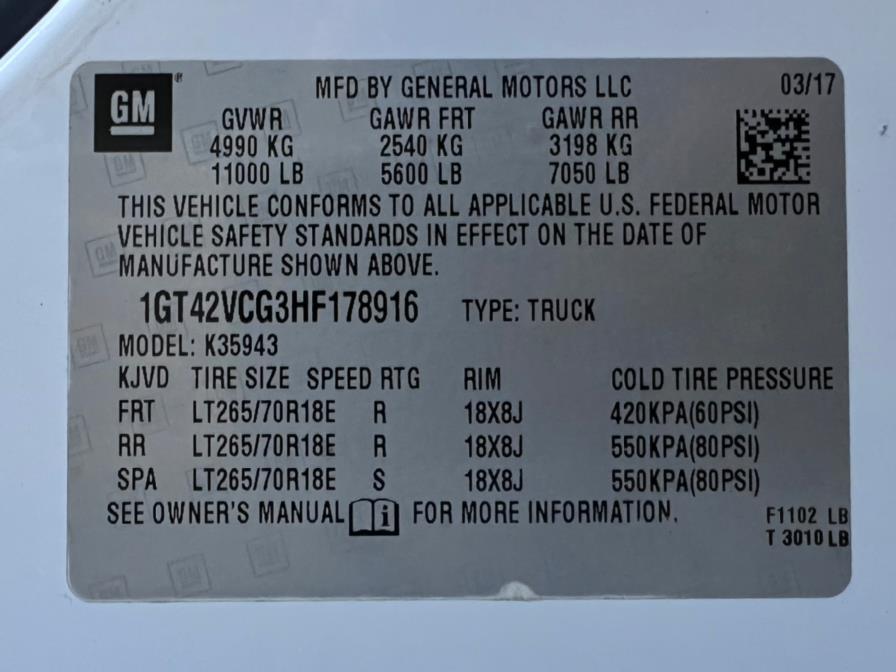 GM ® MFD BY GENERAL MOTORS LLC 03/17
GVWR GAWR FRT GAWR RR
4990 KG 2540 KG 3198 KG
11000 LB 5600 LB 7050 LB
THIS VEHICLE CONFORMS TO ALL APPLICABLE U.S. FEDERAL MOTOR
VEHICLE SAFETY STANDARDS IN EFFECT ON THE DATE OF
MANUFACTURE SHOWN ABOVE.
1GT42VCG3HF178916 TYPE: TRUCK
MODEL: K35943
KJVD TIRE SIZE SPEED RTG RIM COLD TIRE PRESSURE
FRT LT265/70R18E R 18X8J 420KPA(60PSI)
RR LT265/70R18E R 18X8J 550KPA(80PSI)
SPA LT265/70R18E S 18X8J 550KPA(80PSI)
SEE OWNER'S MANUAL i FOR MORE INFORMATION.
F1102 LB
T 3010 LB